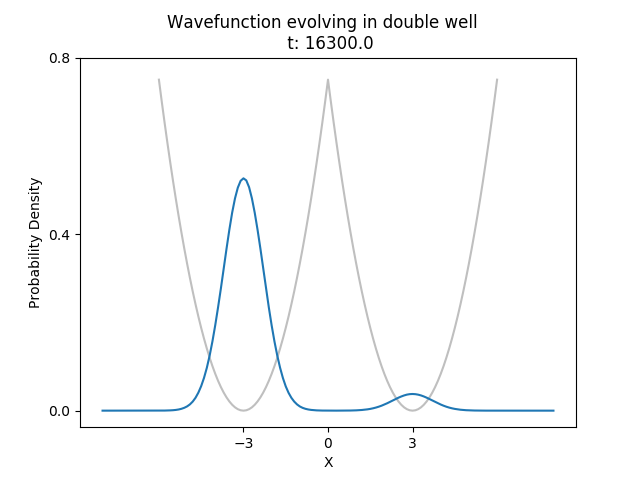 Wavefunction evolving in double well
t: 16300.0
0.8
0.4
0.0
Probability Density
−3
0
3
X